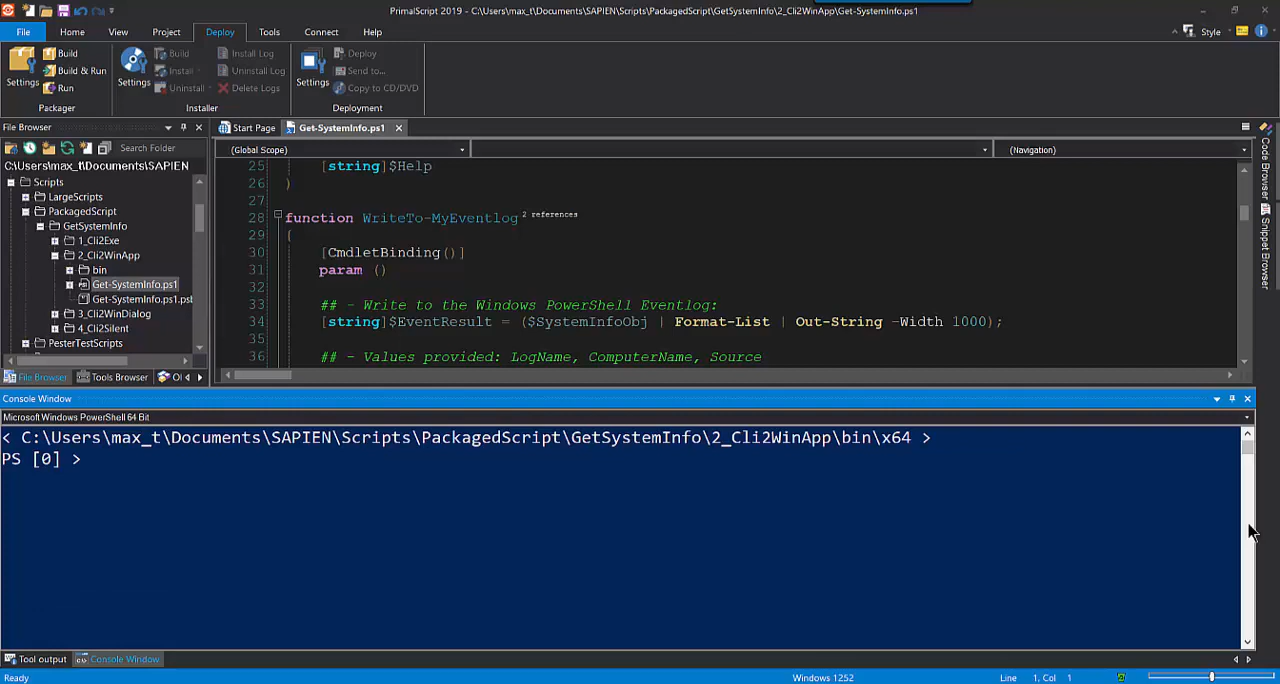 PrimalScript 2019 - C:\Users\max_t\Documents\SAPIEN\Scripts\PackagedScript\GetSystemInfo\2_Cli2WinApp\Get-SystemInfo.ps1
File Home View Project Deploy Tools Connect Help Style
Settings Build Build & Run Run
Packager
Settings Build Install Uninstall Install Log Uninstall Log Delete Logs
Installer
Settings Deploy Send to... Copy to CD/DVD
Deployment
File Browser
Search Folder
C:\Users\max_t\Documents\SAPIEN
Scripts
LargeScripts
PackagedScript
GetSystemInfo
1_Cli2Exe
2_Cli2WinApp
bin
Get-SystemInfo.ps1
Get-SystemInfo.ps1.psb
3_CliWinDialog
4_Cli2Silent
PesterTestScripts
File Browser Tools Browser Ol
Start Page Get-SystemInfo.ps1
(Global Scope) (Navigation)
25 [string]$Help
26 )
27
28 function WriteTo-MyEventlog 2 references
29 {
30 [CmdletBinding()]
31 param ()
32
33 ## - Write to the Windows PowerShell Eventlog:
34 [string]$EventResult = ($SystemInfoObj | Format-List | Out-String -Width 1000);
35
36 ## - Values provided: LogName, ComputerName, Source
Code Browser
Snippet Browser
Console Window
Microsoft Windows PowerShell 64 Bit
< C:\Users\max_t\Documents\SAPIEN\Scripts\PackagedScript\GetSystemInfo\2_Cli2WinApp\bin\x64 >
PS [0] >
Tool output Console Window
Ready Windows 1252 Line 1, Col 1